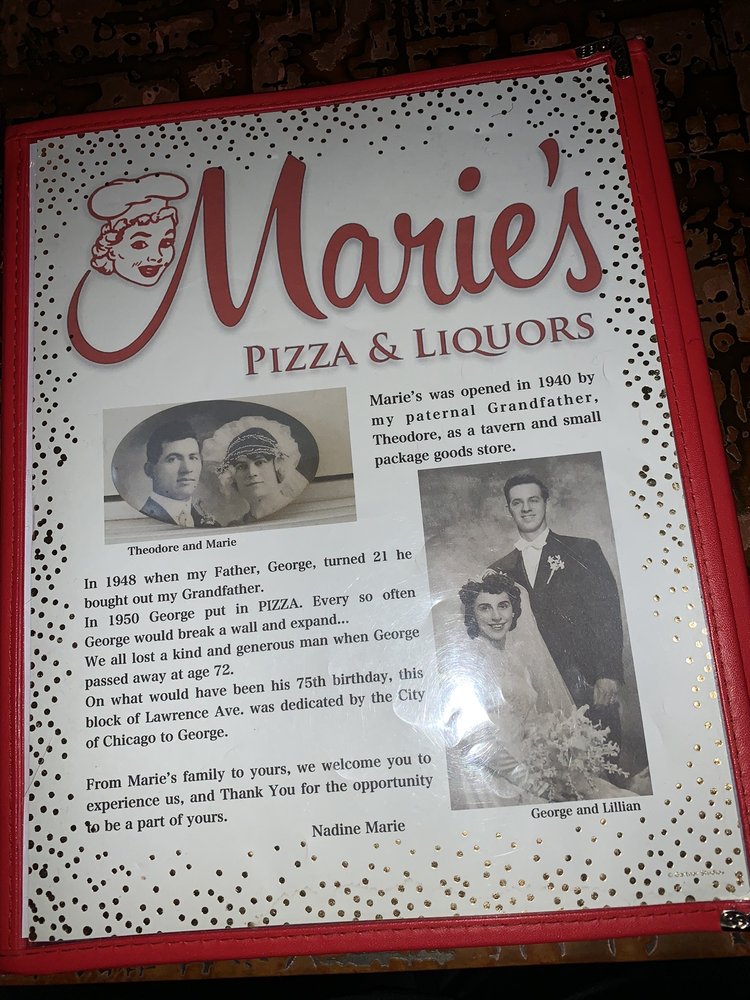 Marie's
PIZZA & LIQUORS
Marie's was opened in 1940 by
my paternal Grandfather,
Theodore, as a tavern and small
package goods store.
Theodore and Marie
In 1948 when my Father, George, turned 21 he
bought out my Grandfather.
In 1950 George put in PIZZA. Every so often
George would break a wall and expand...
We all lost a kind and generous man when George
passed away at age 72.
On what would have been his 75th birthday, this
block of Lawrence Ave. was dedicated by the City
of Chicago to George.
From Marie's family to yours, we welcome you to
experience us, and Thank You for the opportunity
to be a part of yours.
Nadine Marie
George and Lillian